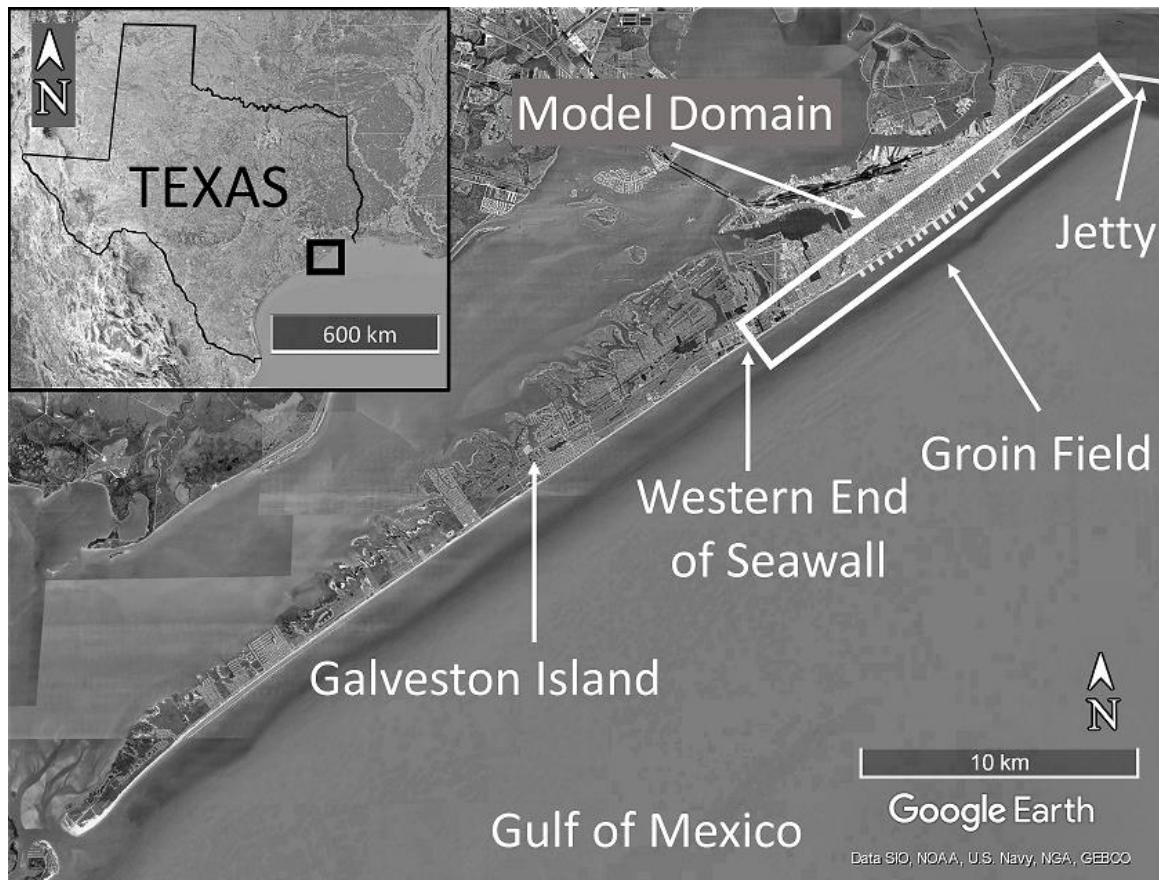 N
TEXAS
600 km
Model Domain
Jetty
Groin Field
Western End
of Seawall
Galveston Island
N
10 km
Gulf of Mexico
Google Earth
Data SIO, NOAA, U.S. Navy, NGA, GEBCO